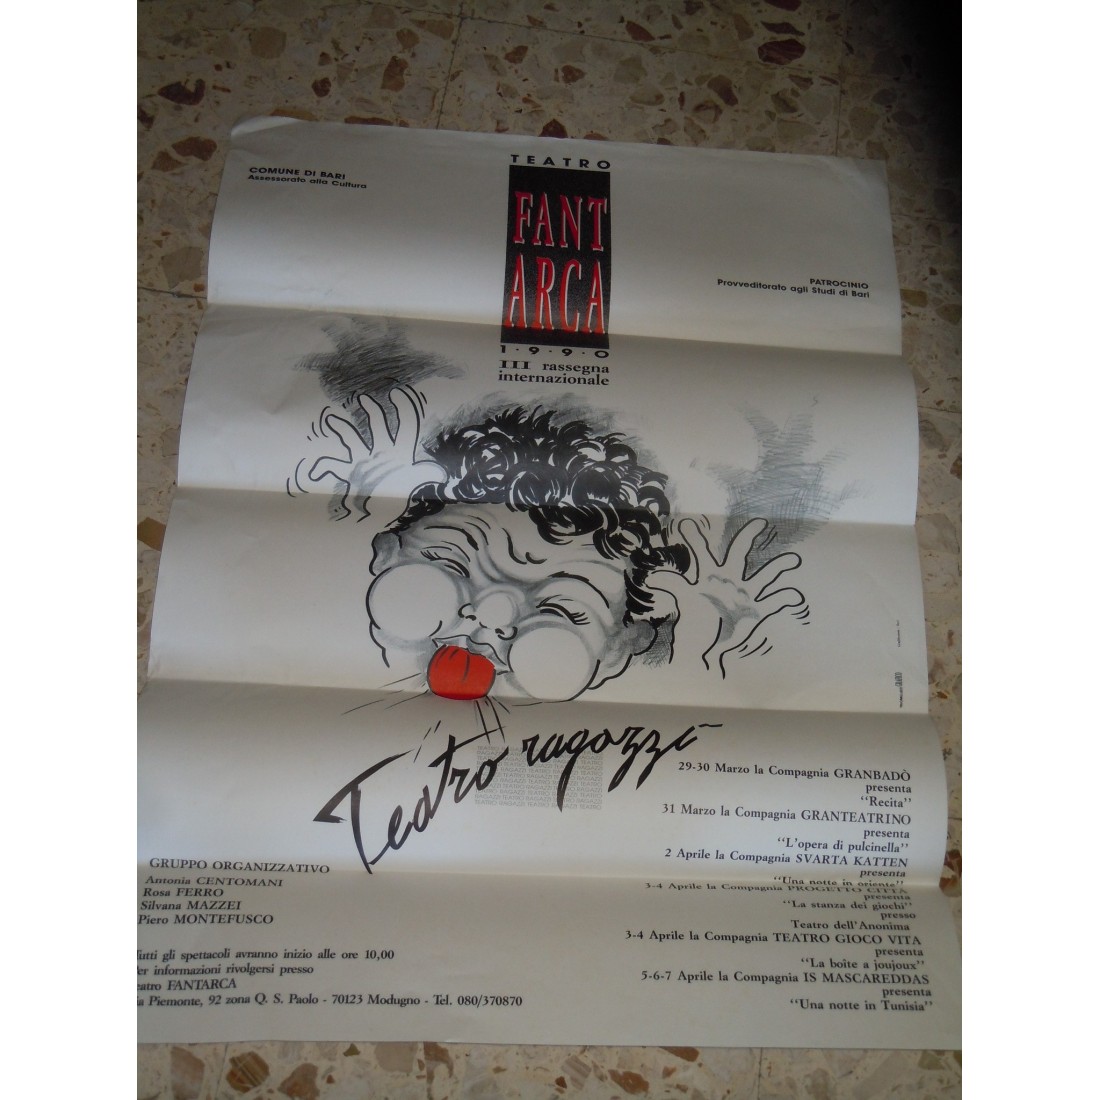 COMUNE DI BARI
Assessorato alla Cultura
TEATRO
FANT
ARCA
1·9·9·0
III rassegna
internazionale
PATROCINIO
Provveditorato agli Studi di Bari
Teatro ragazzi
29-30 Marzo la Compagnia GRANBADÒ
presenta
“Recita”
31 Marzo la Compagnia GRANTEATRINO
presenta
“L'opera di pulcinella”
2 Aprile la Compagnia SVARTA KATTEN
presenta
“Una notte in oriente”
3-4 Aprile la Compagnia PROGETTO CITTÀ
presenta
“La stanza dei giochi”
presso
Teatro dell'Anonima
3-4 Aprile la Compagnia TEATRO GIOCO VITA
presenta
“La boîte a joujoux”
5-6-7 Aprile la Compagnia IS MASCAREDDAS
presenta
“Una notte in Tunisia”
GRUPPO ORGANIZZATIVO
Antonia CENTOMANI
Rosa FERRO
Silvana MAZZEI
Piero MONTEFUSCO
Tutti gli spettacoli avranno inizio alle ore 10,00
Per informazioni rivolgersi presso
eatro FANTARCA
ia Piemonte, 92 zona Q. S. Paolo - 70123 Modugno - Tel. 080/370870